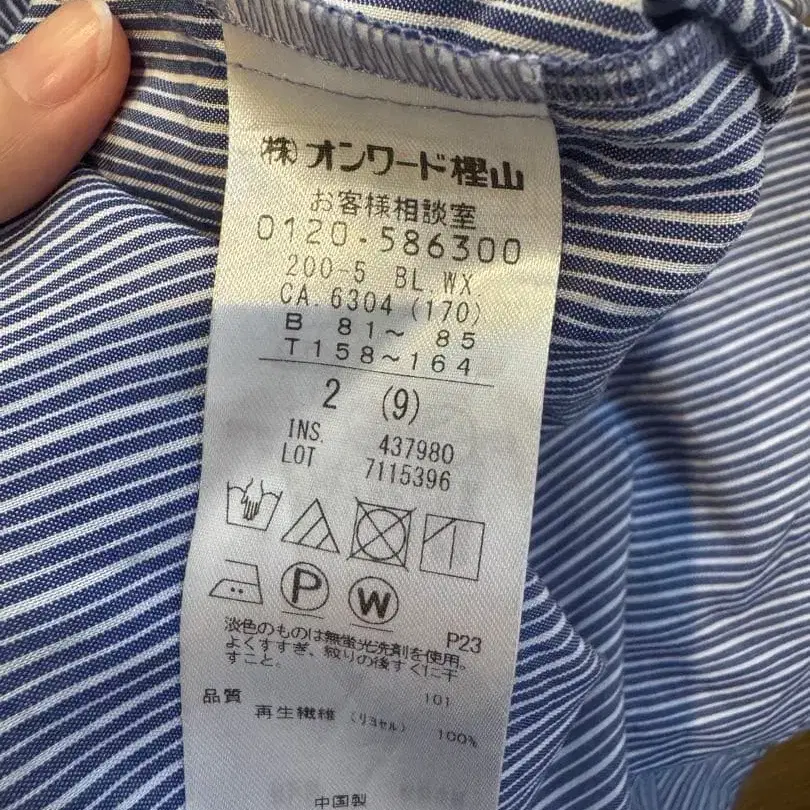 ㈱オンワード樫山
お客様相談室
0120-586300
200-5 BL.WX.
CA.6304(170)
B 81〜 85
T158〜164
2 (9)
INS. 437980
LOT 7115396
P W
淡色のものは無蛍光洗剤を使用。 P23
よくすすぎ、絞りの後すぐに干
すこと。
品質 101
再生繊維 (リヨセル) 100%
中国製